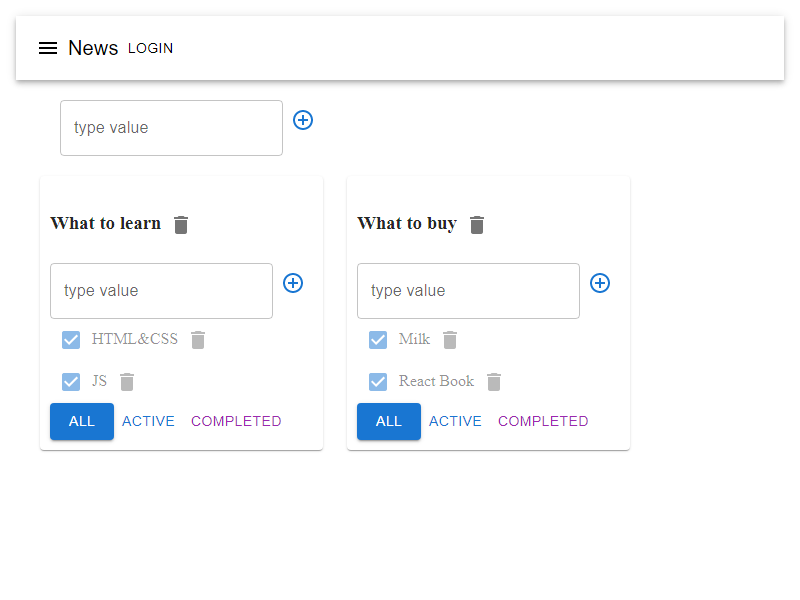 News LOGIN
type value
What to learn
type value
HTML&CSS
JS
ALL ACTIVE COMPLETED
What to buy
type value
Milk
React Book
ALL ACTIVE COMPLETED